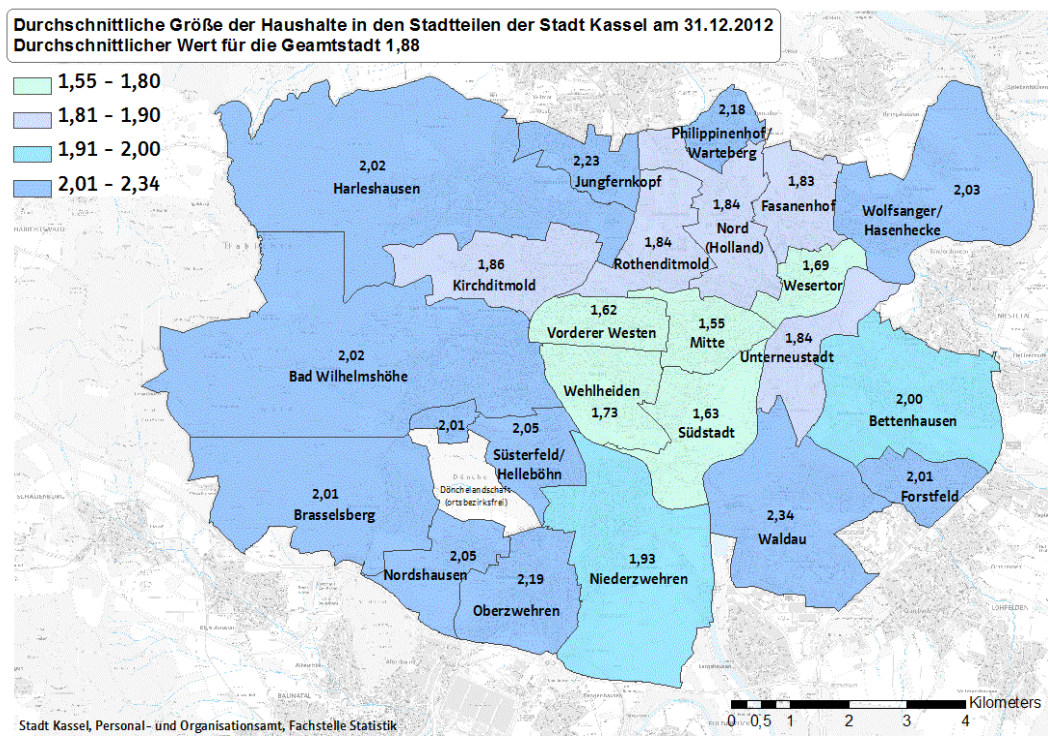 Durchschnittliche Größe der Haushalte in den Stadtteilen der Stadt Kassel am 31.12.2012
Durchschnittlicher Wert für die Geamtstadt 1,88
1,55 – 1,80
1,81 – 1,90
1,91 – 2,00
2,01 – 2,34
2,18
Philippinenhof/
Warteberg
2,02
Harleshausen
2,23
Jungfernkopf
1,83
Fasanenhof
2,03
Wolfsanger/
Hasenhecke
1,84
Nord
(Holland)
1,84
Rothenditmold
1,86
Kirchditmold
1,69
Wesertor
1,62
Vorderer Westen
1,55
Mitte
1,84
Unterneustadt
2,02
Bad Wilhelmshöhe
Wehlheiden
1,73
1,63
Südstadt
2,00
Bettenhausen
2,01
2,05
Süsterfeld/
Helleböhn
Dönche
Dönchelandschaft
(ortsbezirksfrei)
2,01
Forstfeld
2,01
Brasselsberg
2,34
Waldau
2,05
Nordshausen
2,19
Oberzwehren
1,93
Niederzwehren
Kilometers
0 0,5 1 2 3 4
Stadt Kassel, Personal- und Organisationsamt, Fachstelle Statistik